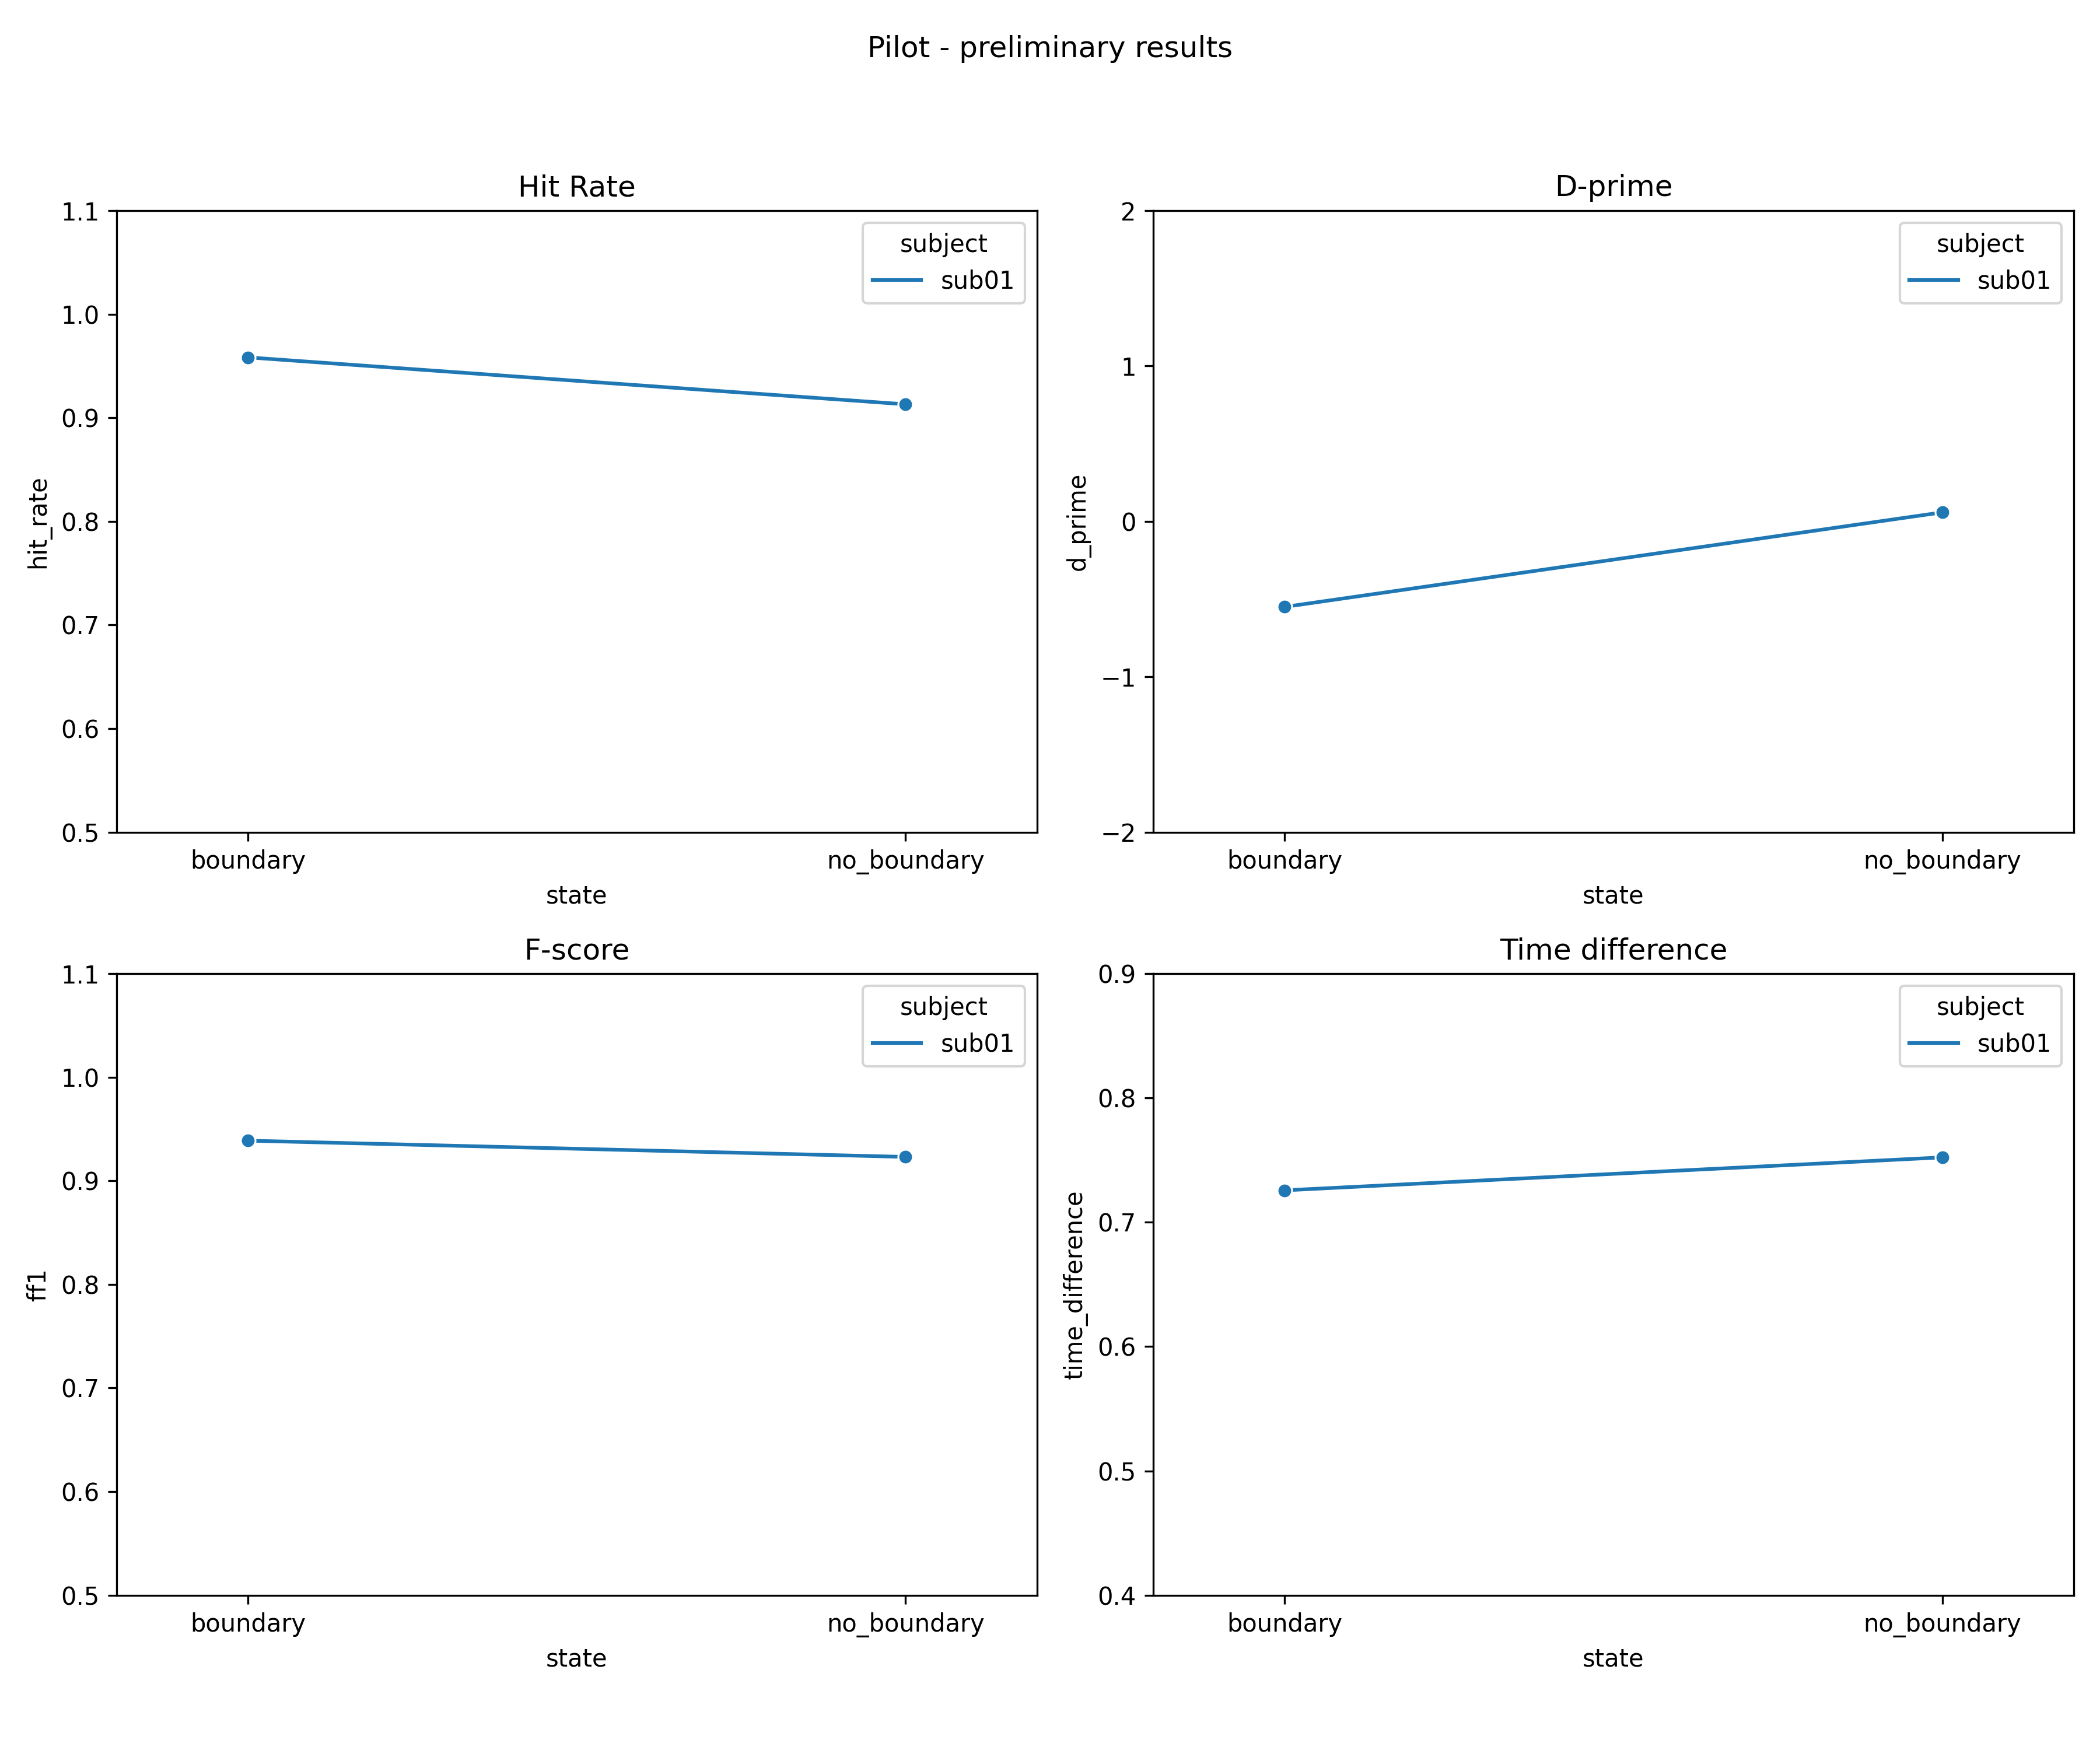 Pilot - preliminary results
Hit Rate
1.1
1.0
0.9
0.8
0.7
0.6
0.5
hit_rate
subject
sub01
boundary
no_boundary
state
D-prime
2
1
0
−1
−2
d_prime
subject
sub01
boundary
no_boundary
state
F-score
1.1
1.0
0.9
0.8
0.7
0.6
0.5
ff1
subject
sub01
boundary
no_boundary
state
Time difference
0.9
0.8
0.7
0.6
0.5
0.4
time_difference
subject
sub01
boundary
no_boundary
state